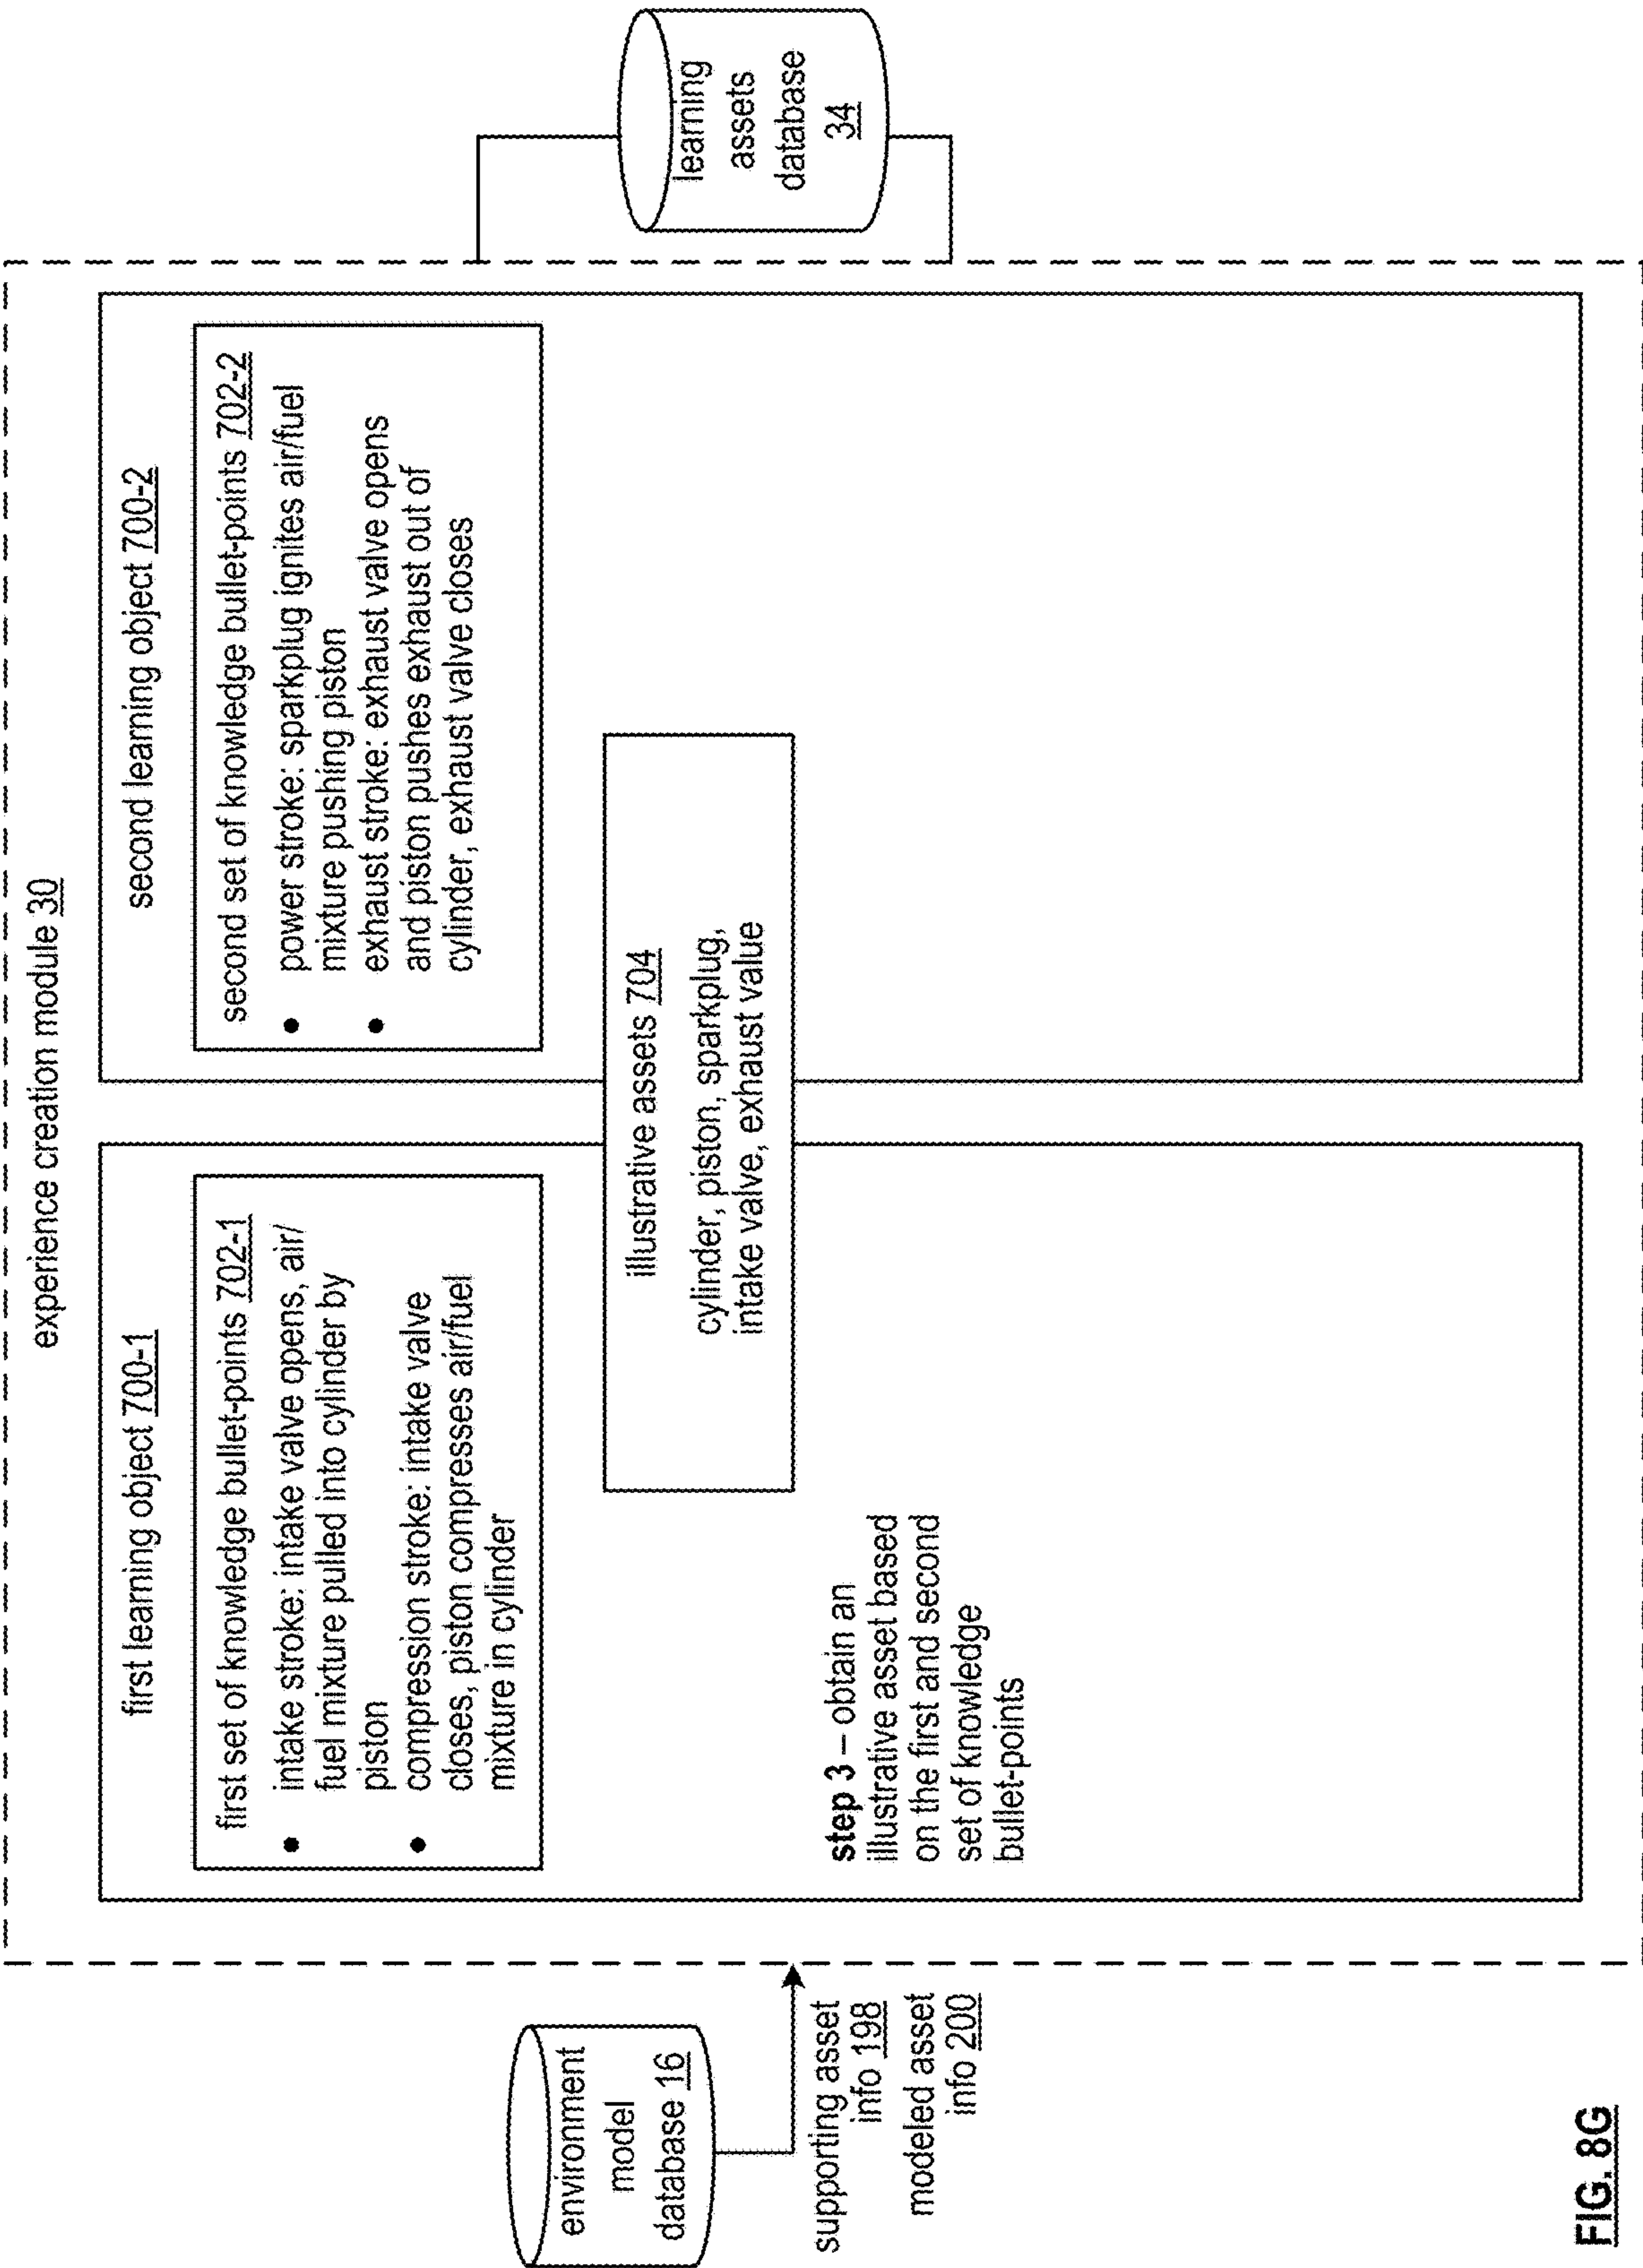 experience creation module 30
first learning object 700-1
first set of knowledge bullet-points 702-1
• intake stroke: intake valve opens, air/
fuel mixture pulled into cylinder by
piston
• compression stroke: intake valve
closes, piston compresses air/fuel
mixture in cylinder
second learning object 700-2
second set of knowledge bullet-points 702-2
• power stroke: sparkplug ignites air/fuel
mixture pushing piston
• exhaust stroke: exhaust valve opens
and piston pushes exhaust out of
cylinder, exhaust valve closes
illustrative assets 704
cylinder, piston, sparkplug,
intake valve, exhaust value
step 3 – obtain an
illustrative asset based
on the first and second
set of knowledge
bullet-points
environment
model
database 16
supporting asset
info 198
modeled asset
info 200
learning
assets
database
34
FIG. 8G